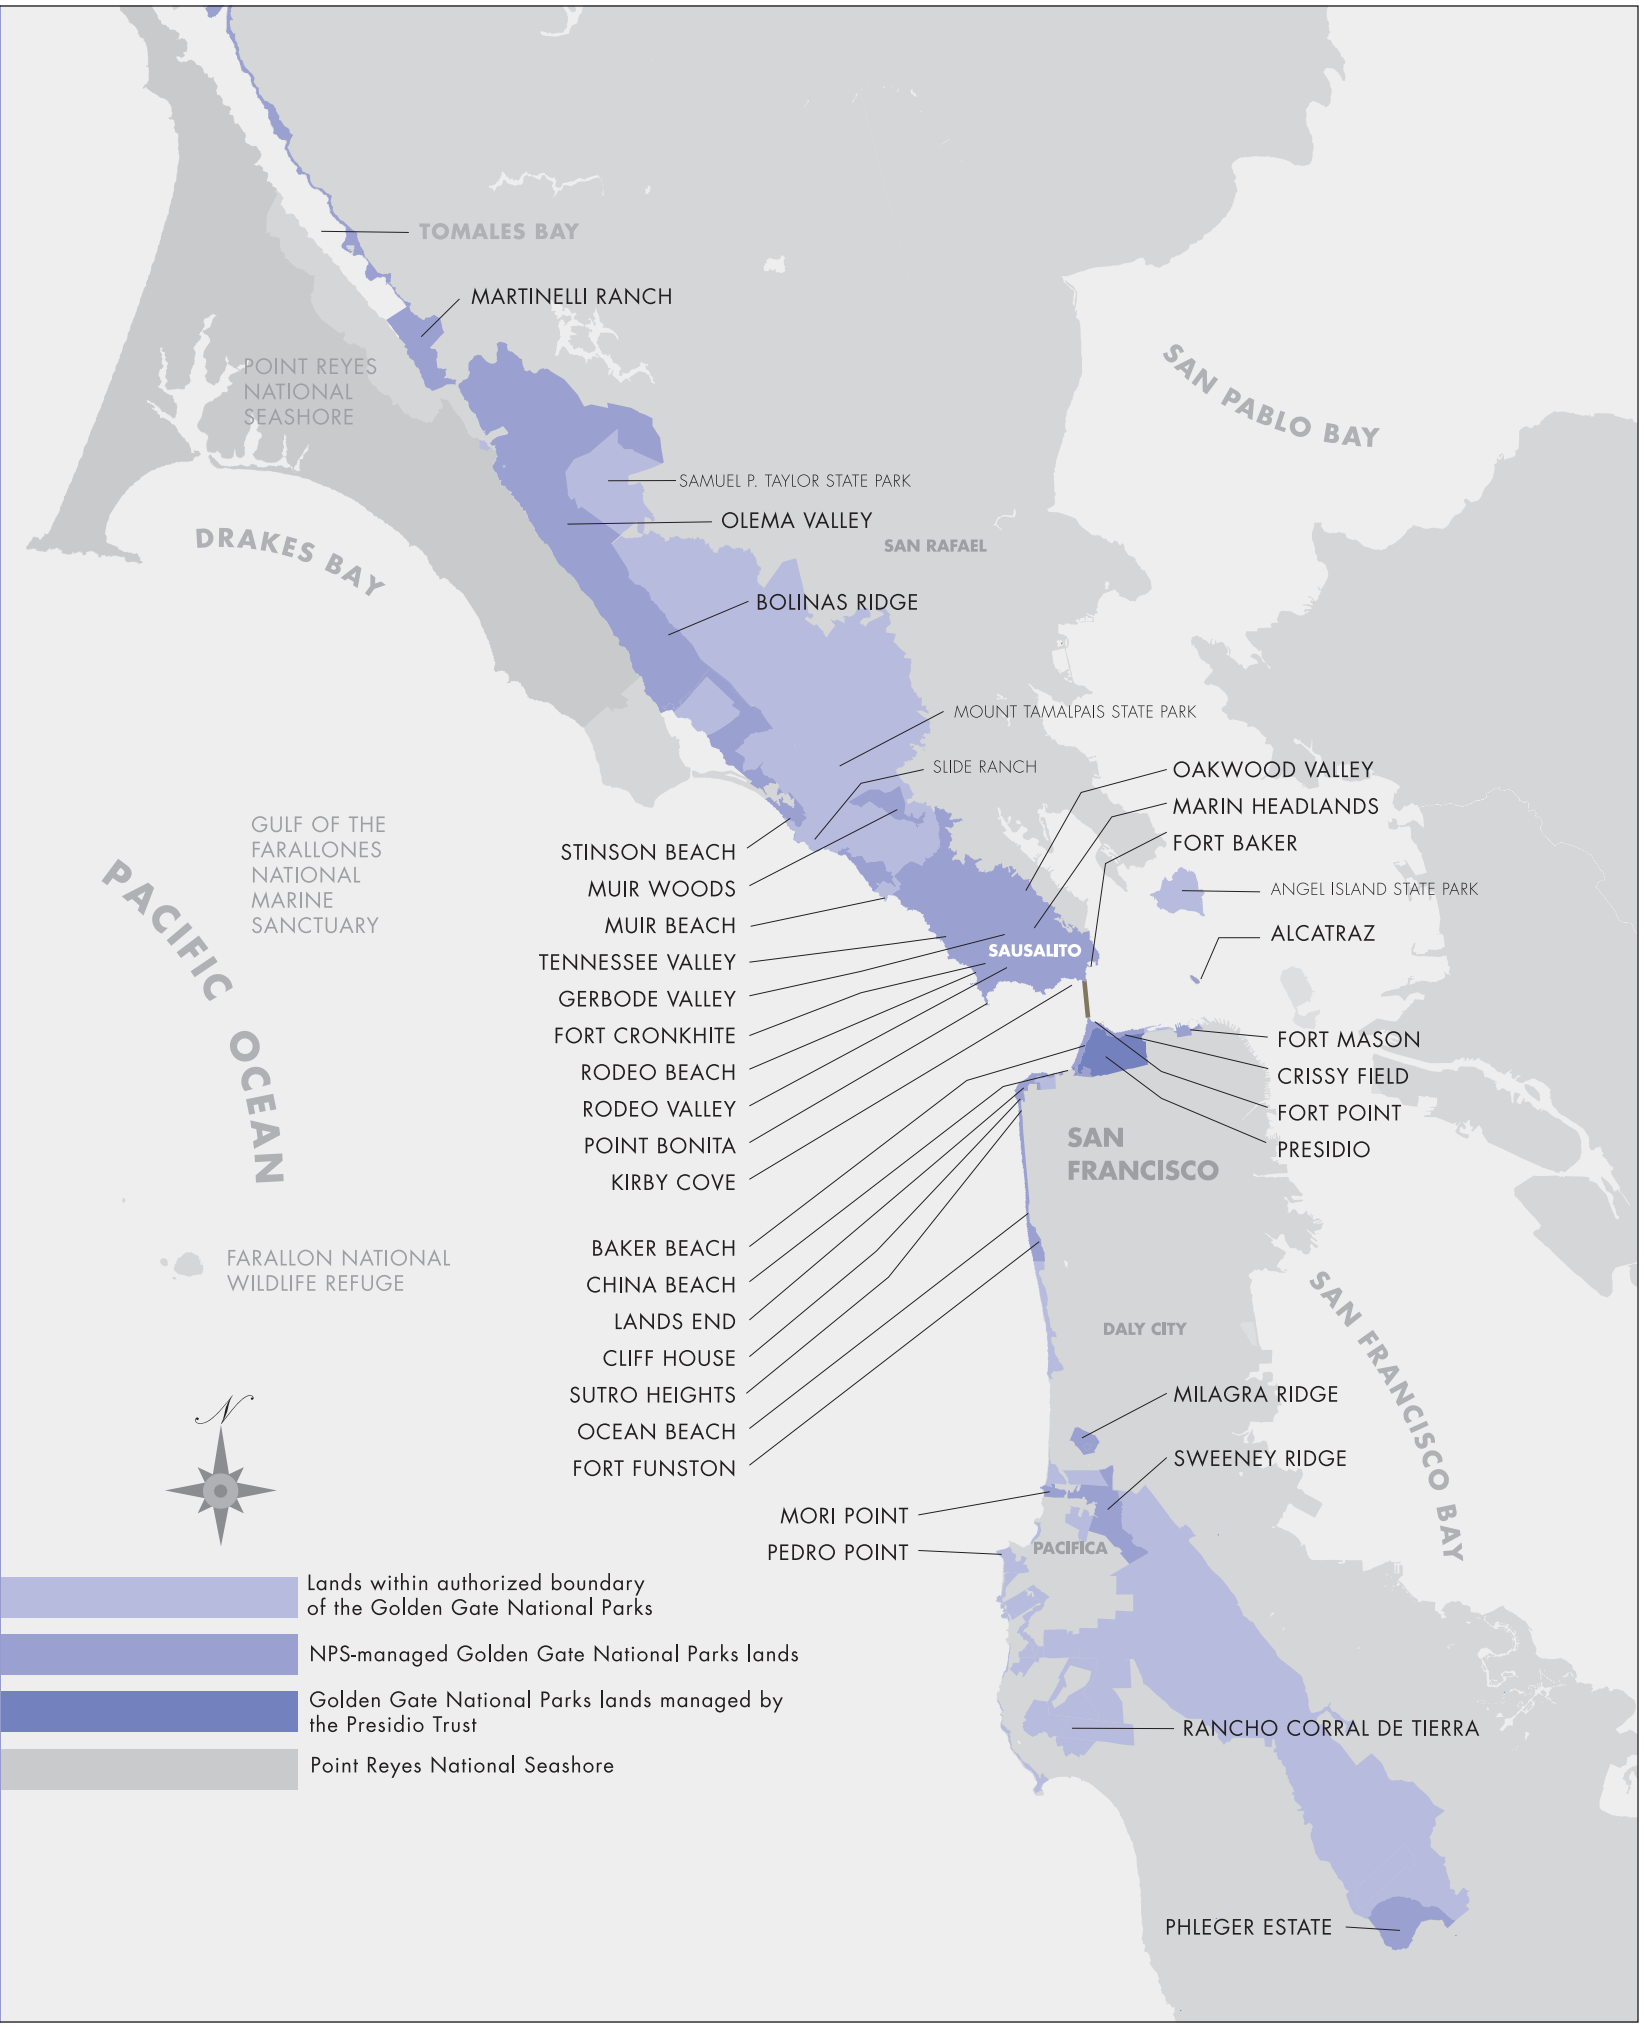 TOMALES BAY
MARTINELLI RANCH
POINT REYES
NATIONAL
SEASHORE
SAN PABLO BAY
SAMUEL P. TAYLOR STATE PARK
OLEMA VALLEY
DRAKES BAY
SAN RAFAEL
BOLINAS RIDGE
MOUNT TAMALPAIS STATE PARK
SLIDE RANCH
OAKWOOD VALLEY
MARIN HEADLANDS
FORT BAKER
ANGEL ISLAND STATE PARK
ALCATRAZ
GULF OF THE
FARALLONES
NATIONAL
MARINE
SANCTUARY
PACIFIC OCEAN
STINSON BEACH
MUIR WOODS
MUIR BEACH
TENNESSEE VALLEY
GERBODE VALLEY
FORT CRONKHITE
RODEO BEACH
RODEO VALLEY
POINT BONITA
KIRBY COVE
SAUSALITO
FORT MASON
CRISSY FIELD
FORT POINT
PRESIDIO
SAN
FRANCISCO
BAKER BEACH
CHINA BEACH
LANDS END
CLIFF HOUSE
SUTRO HEIGHTS
OCEAN BEACH
FORT FUNSTON
FARALLON NATIONAL
WILDLIFE REFUGE
SAN FRANCISCO BAY
DALY CITY
MILAGRA RIDGE
SWEENEY RIDGE
MORI POINT
PEDRO POINT
PACIFICA
N
Lands within authorized boundary
of the Golden Gate National Parks
NPS-managed Golden Gate National Parks lands
Golden Gate National Parks lands managed by
the Presidio Trust
Point Reyes National Seashore
RANCHO CORRAL DE TIERRA
PHLEGER ESTATE